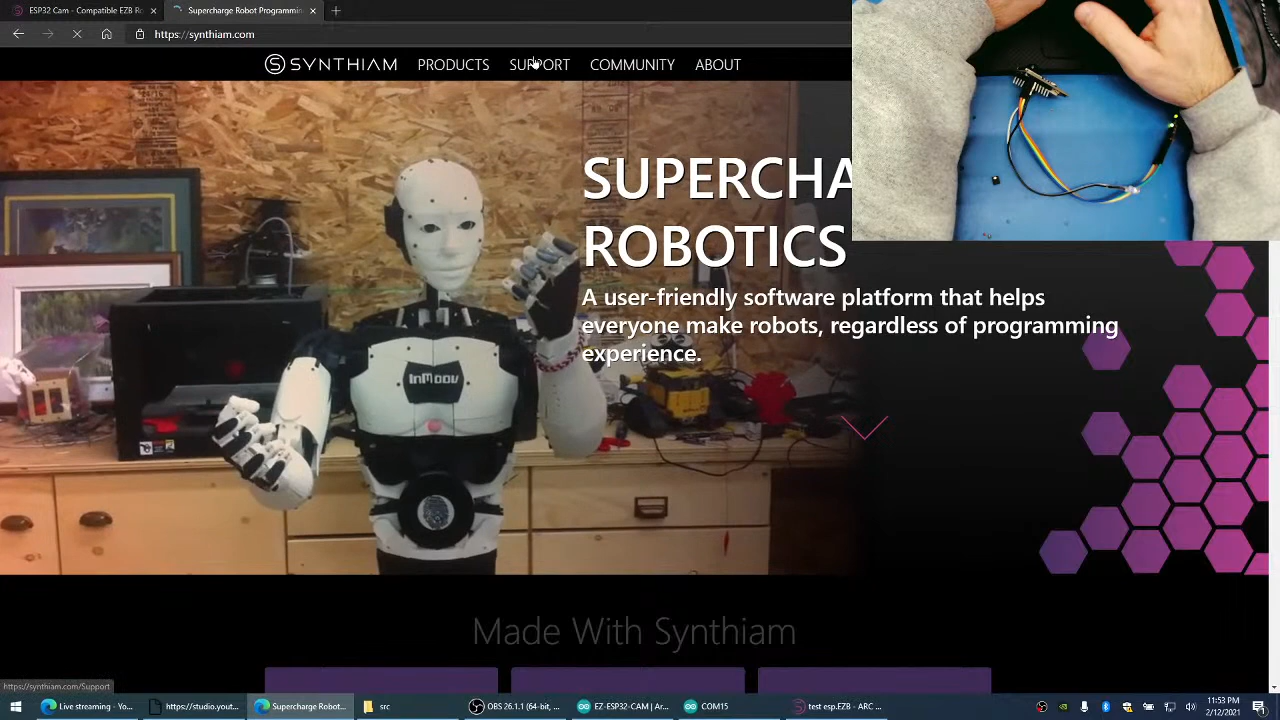 ESP32 Cam - Compatible EZB Ro
Supercharge Robot Programmin
https://synthiam.com
SYNTHIAM
PRODUCTS
SUPPORT
COMMUNITY
ABOUT
SUPERCHA
ROBOTICS
A user-friendly software platform that helps
everyone make robots, regardless of programming
experience.
InMoov
Made With Synthiam
https://synthiam.com/Support
Live streaming - Yo...
https://studio.yout...
Supercharge Robot...
src
OBS 26.1.1 (64-bit, ...
EZ-ESP32-CAM | Ar...
COM15
test esp.EZB - ARC ...
11:53 PM
2/12/2021